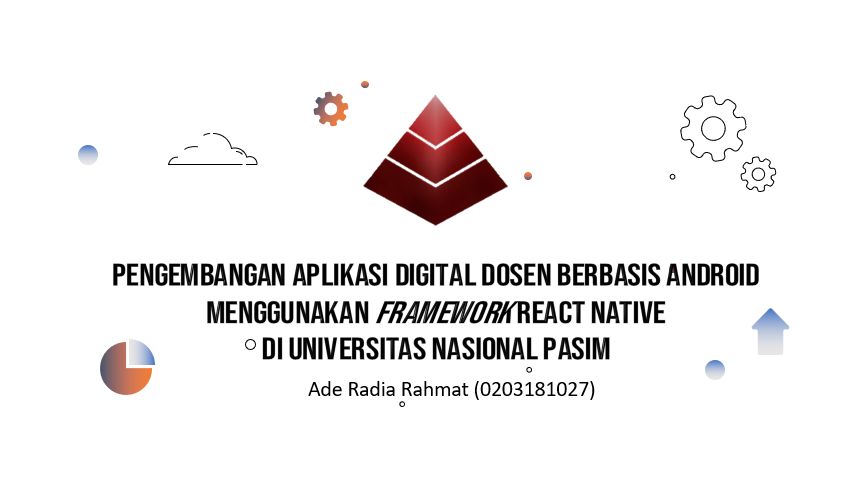 PENGEMBANGAN APLIKASI DIGITAL DOSEN BERBASIS ANDROID
MENGGUNAKAN FRAMEWORK REACT NATIVE
DI UNIVERSITAS NASIONAL PASIM
Ade Radia Rahmat (0203181027)